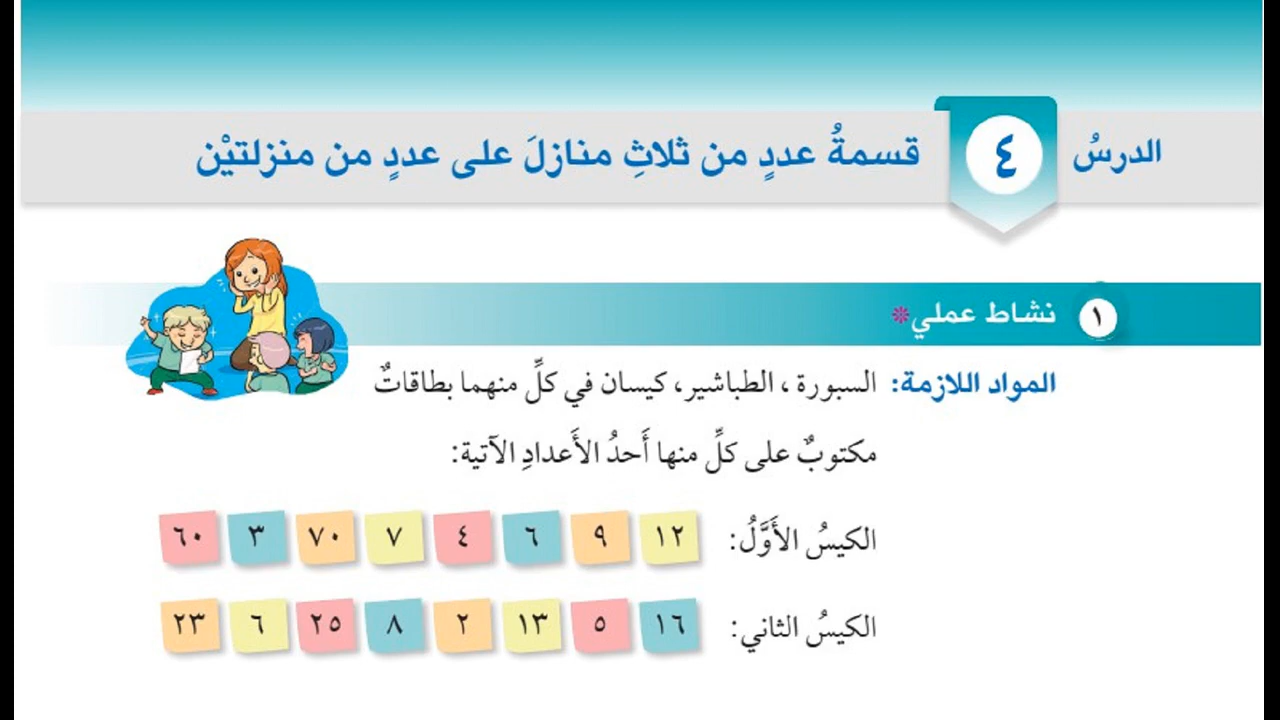 الدرسُ ٤ قسمةُ عددٍ من ثلاثِ منازلَ على عددٍ من منزلتيْن
١ نشاط عملي*
المواد اللازمة: السبورة ، الطباشير، كيسان في كلٍّ منهما بطاقاتٌ
مكتوبٌ على كلِّ منها أَحدُ الأَعدادِ الآتية:
الكيسُ الأَوَّلُ: ١٢ ٩ ٦ ٤ ٧ ٧٠ ٣ ٦٠
الكيسُ الثاني: ١٦ ٥ ١٣ ٢ ٨ ٢٥ ٦ ٢٣